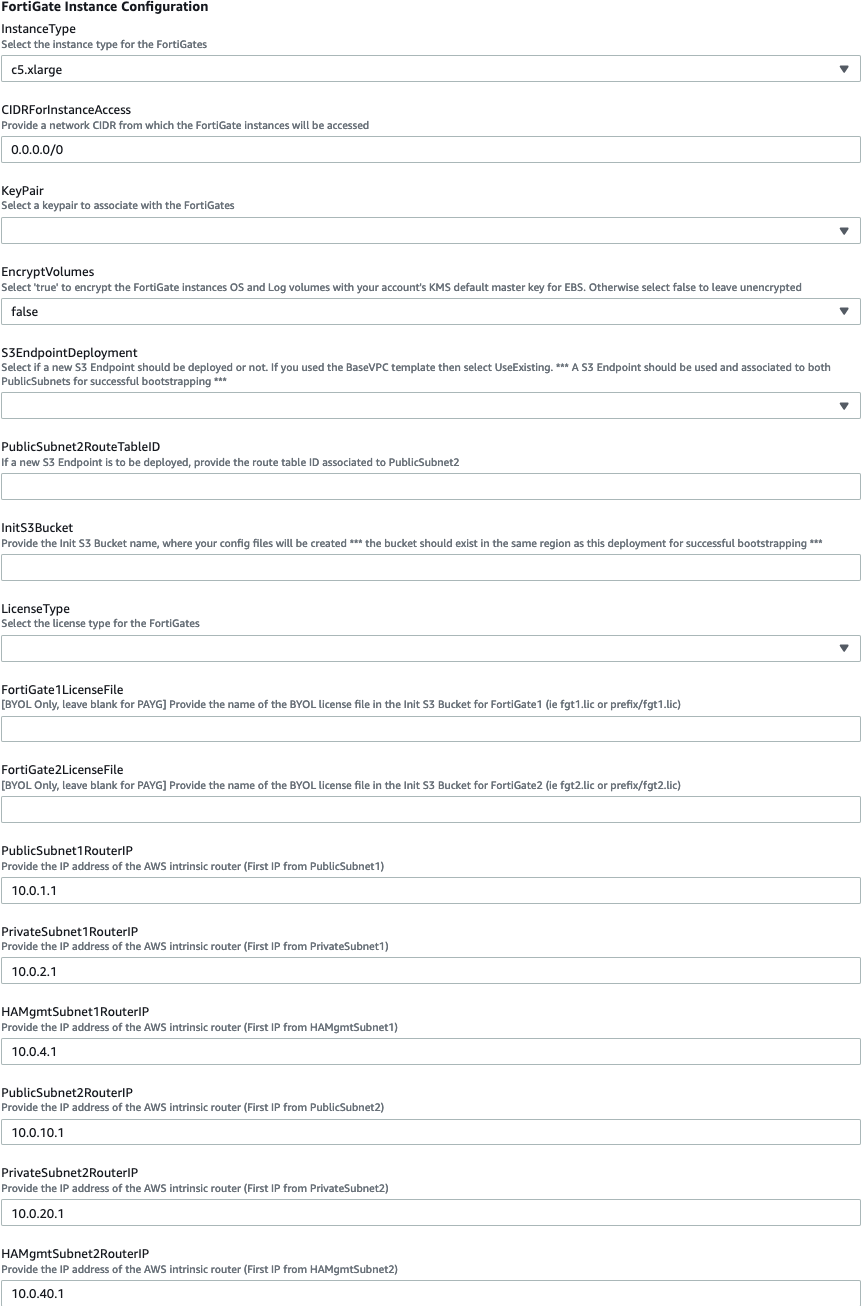 FortiGate Instance Configuration
InstanceType
Select the instance type for the FortiGates
c5.xlarge
CIDRForInstanceAccess
Provide a network CIDR from which the FortiGate instances will be accessed
0.0.0.0/0
KeyPair
Select a keypair to associate with the FortiGates
EncryptVolumes
Select 'true' to encrypt the FortiGate instances OS and Log volumes with your account's KMS default master key for EBS. Otherwise select false to leave unencrypted
false
S3EndpointDeployment
Select if a new S3 Endpoint should be deployed or not. If you used the BaseVPC template then select UseExisting. *** A S3 Endpoint should be used and associated to both
PublicSubnets for successful bootstrapping ***
PublicSubnet2RouteTableID
If a new S3 Endpoint is to be deployed, provide the route table ID associated to PublicSubnet2
InitS3Bucket
Provide the Init S3 Bucket name, where your config files will be created *** the bucket should exist in the same region as this deployment for successful bootstrapping ***
LicenseType
Select the license type for the FortiGates
FortiGate1LicenseFile
[BYOL Only, leave blank for PAYG] Provide the name of the BYOL license file in the Init S3 Bucket for FortiGate1 (ie fgt1.lic or prefix/fgt1.lic)
FortiGate2LicenseFile
[BYOL Only, leave blank for PAYG] Provide the name of the BYOL license file in the Init S3 Bucket for FortiGate2 (ie fgt2.lic or prefix/fgt2.lic)
PublicSubnet1RouterIP
Provide the IP address of the AWS intrinsic router (First IP from PublicSubnet1)
10.0.1.1
PrivateSubnet1RouterIP
Provide the IP address of the AWS intrinsic router (First IP from PrivateSubnet1)
10.0.2.1
HAMgmtSubnet1RouterIP
Provide the IP address of the AWS intrinsic router (First IP from HAMgmtSubnet1)
10.0.4.1
PublicSubnet2RouterIP
Provide the IP address of the AWS intrinsic router (First IP from PublicSubnet2)
10.0.10.1
PrivateSubnet2RouterIP
Provide the IP address of the AWS intrinsic router (First IP from PrivateSubnet2)
10.0.20.1
HAMgmtSubnet2RouterIP
Provide the IP address of the AWS intrinsic router (First IP from HAMgmtSubnet2)
10.0.40.1